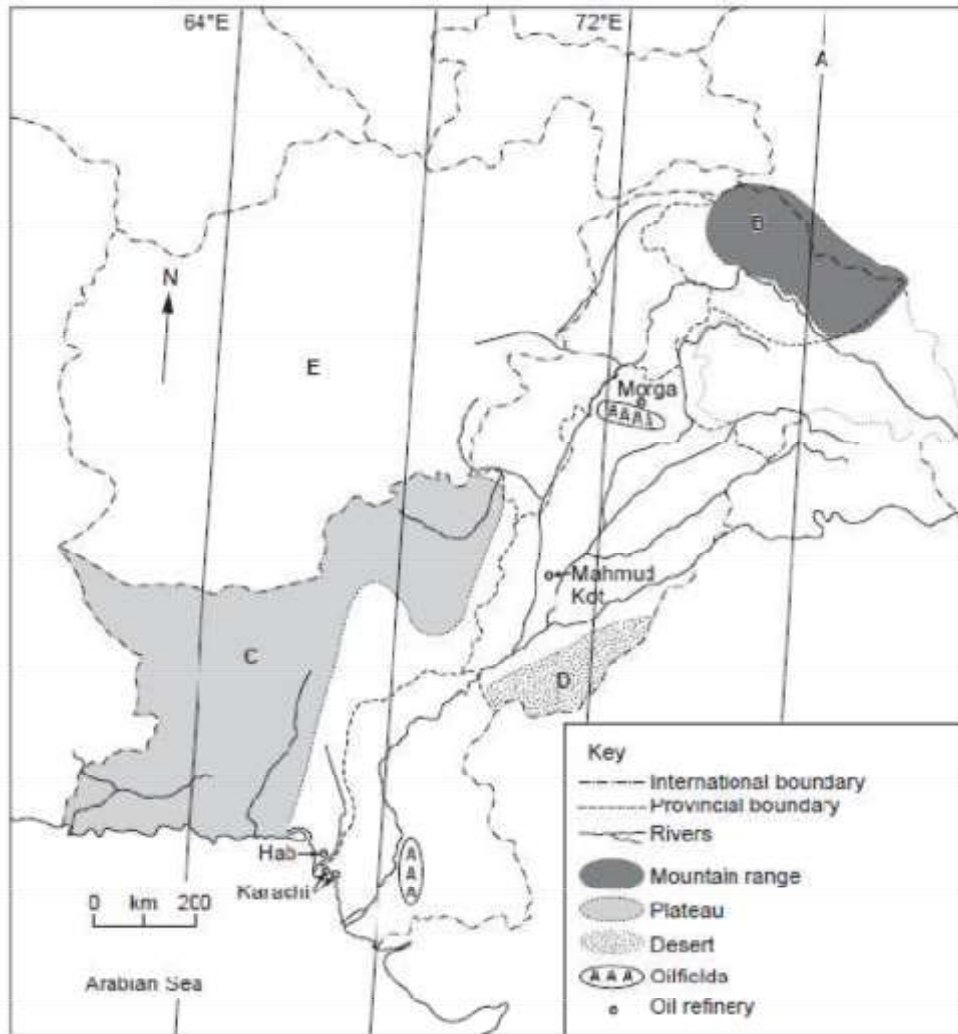 64°E
72°E
A
B
N
E
Morga
A A A A
Mahmud
Kot
C
D
Hab
Karachi
0 km 200
A A A
Arabian Sea
Key
International boundary
Provincial boundary
Rivers
Mountain range
Plateau
Desert
A A A Oilfields
Oil refinery